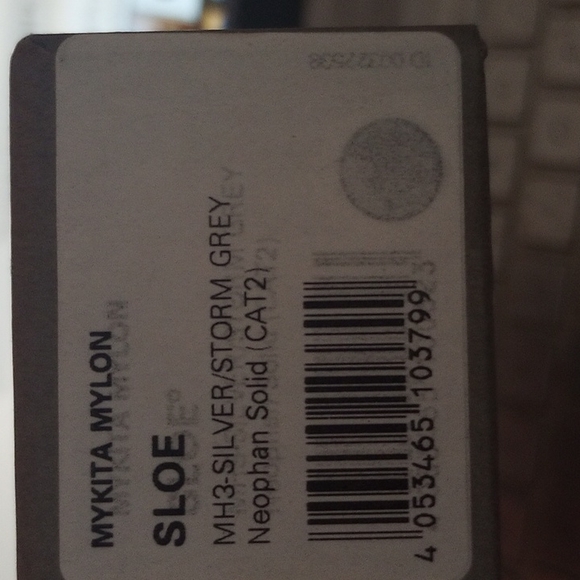 MYKITA MYLON
SLOE
MH3-SILVER/STORM GREY
Neophan Solid (CAT2)
4 053465 103799